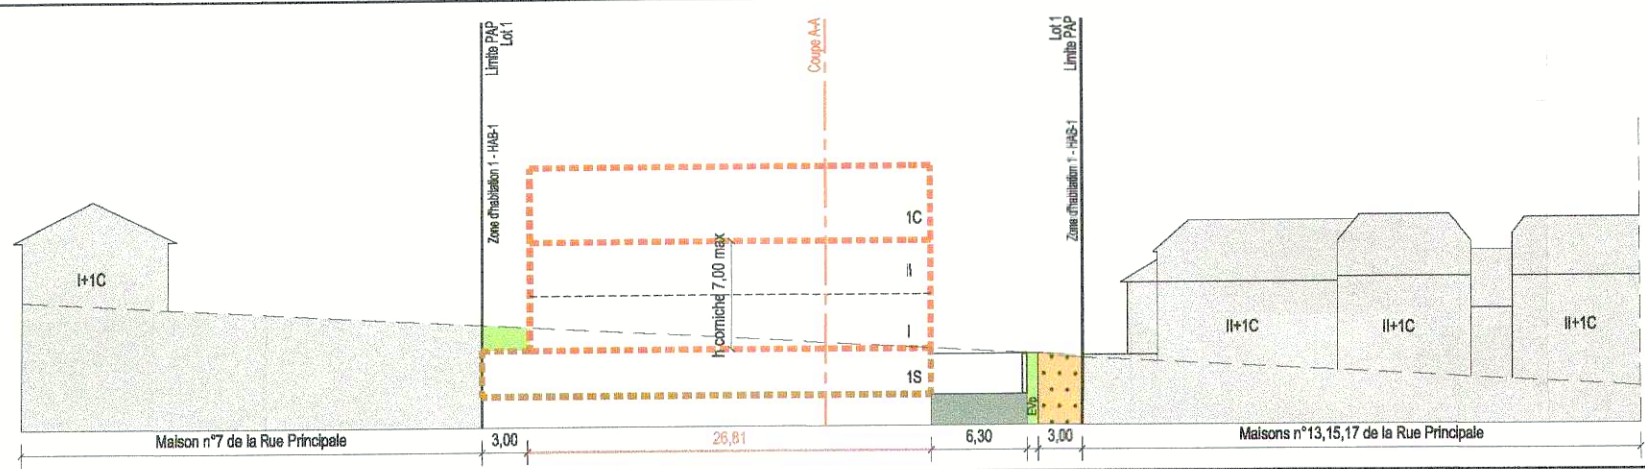 Limite PAP
Lot 1
Zone d'habitation 1 - HAB-1
Coupe A-A
Lot 1
Limite PAP
Zone d'habitation 1 - HAB-1
I+1C
1C
II
h corniche 7,00 max
I
1S
EVp
II+1C
II+1C
II+1C
Maison n°7 de la Rue Principale
3,00
26,81
6,30
3,00
Maisons n°13,15,17 de la Rue Principale